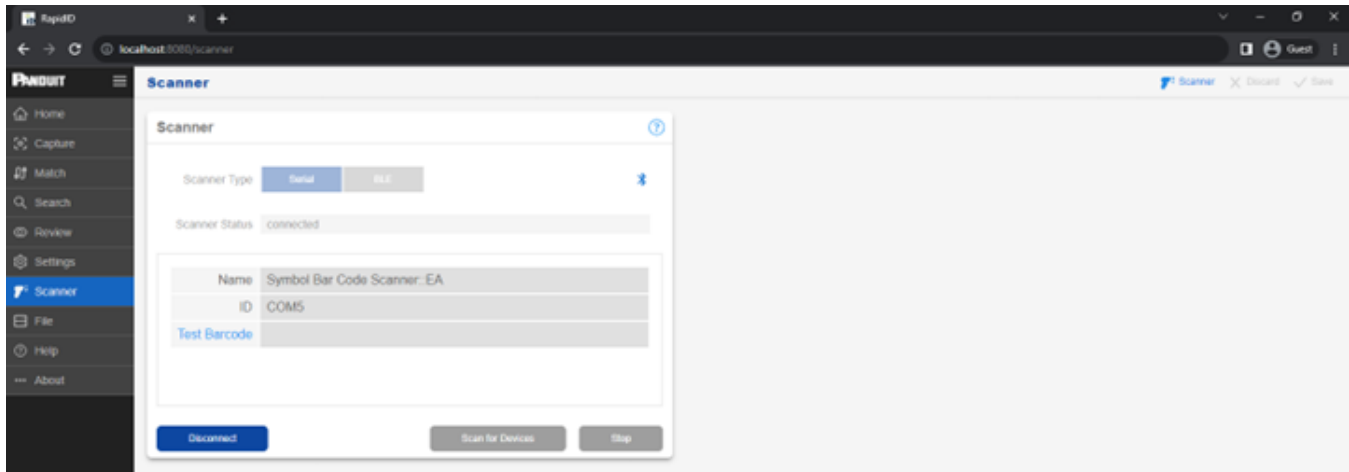 RapidID
localhost:8080/scanner
Guest
PANDUIT
Scanner
Scanner
Discard
Save
Home
Capture
Match
Search
Review
Settings
Scanner
File
Help
About
Scanner
Scanner Type
Serial
BLE
Scanner Status
connected
Name
Symbol Bar Code Scanner::EA
ID
COM5
Test Barcode
Disconnect
Scan for Devices
Stop